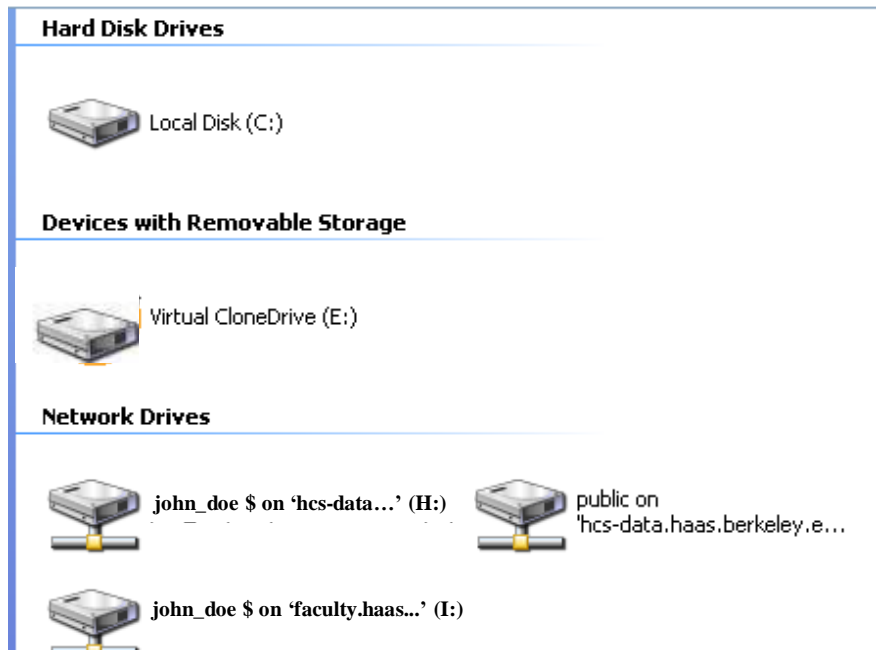 Hard Disk Drives
Local Disk (C:)
Devices with Removable Storage
Virtual CloneDrive (E:)
Network Drives
john_doe $ on ‘hcs-data…’ (H:)
public on
'hcs-data.haas.berkeley.e...
john_doe $ on ‘faculty.haas...’ (I:)